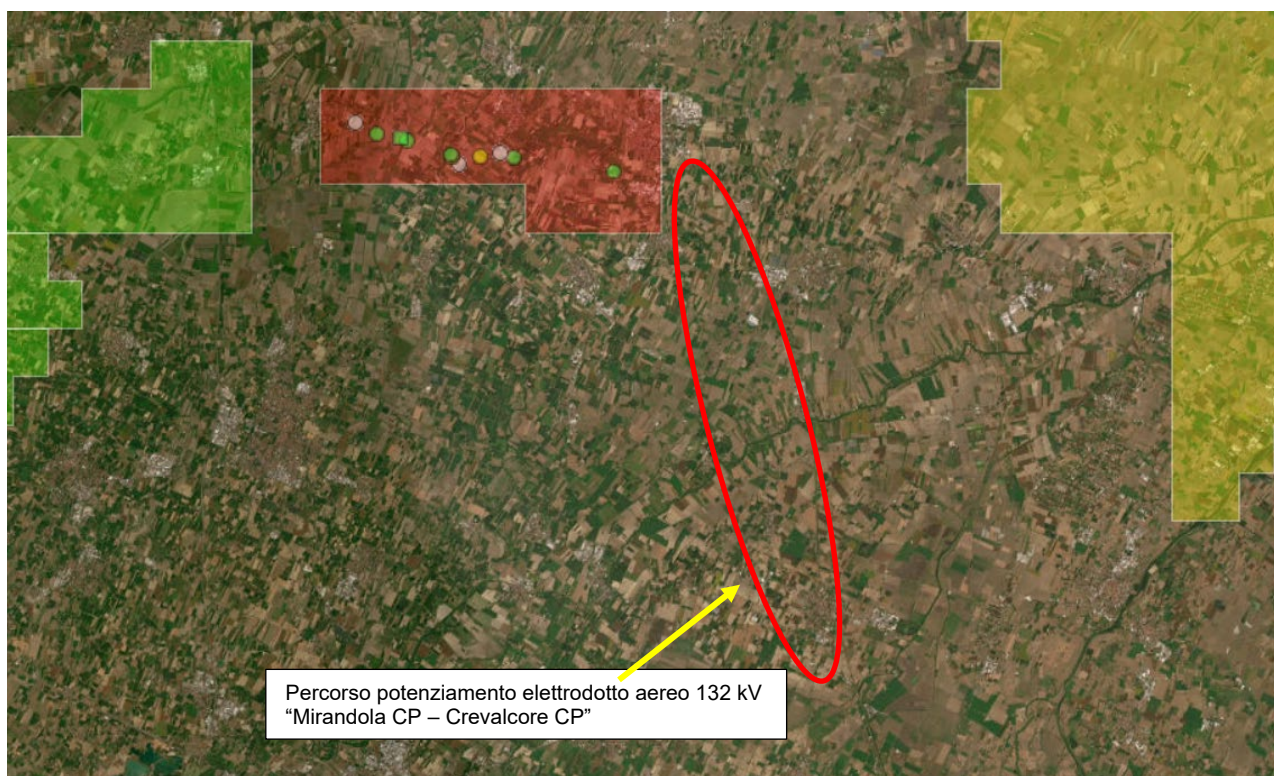 Percorso potenziamento elettrodotto aereo 132 kV
“Mirandola CP – Crevalcore CP”